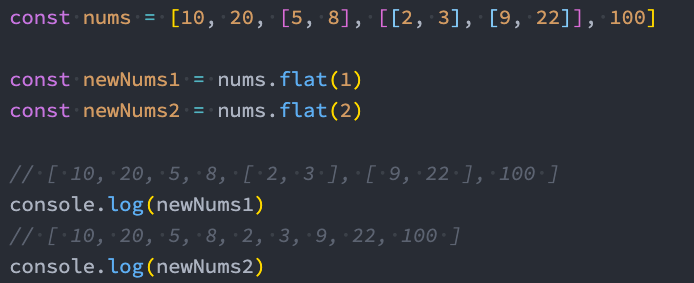 const nums = [10, 20, [5, 8], [[2, 3], [9, 22]], 100]
const newNums1 = nums.flat(1)
const newNums2 = nums.flat(2)
// [ 10, 20, 5, 8, [ 2, 3 ], [ 9, 22 ], 100 ]
console.log(newNums1)
// [ 10, 20, 5, 8, 2, 3, 9, 22, 100 ]
console.log(newNums2)